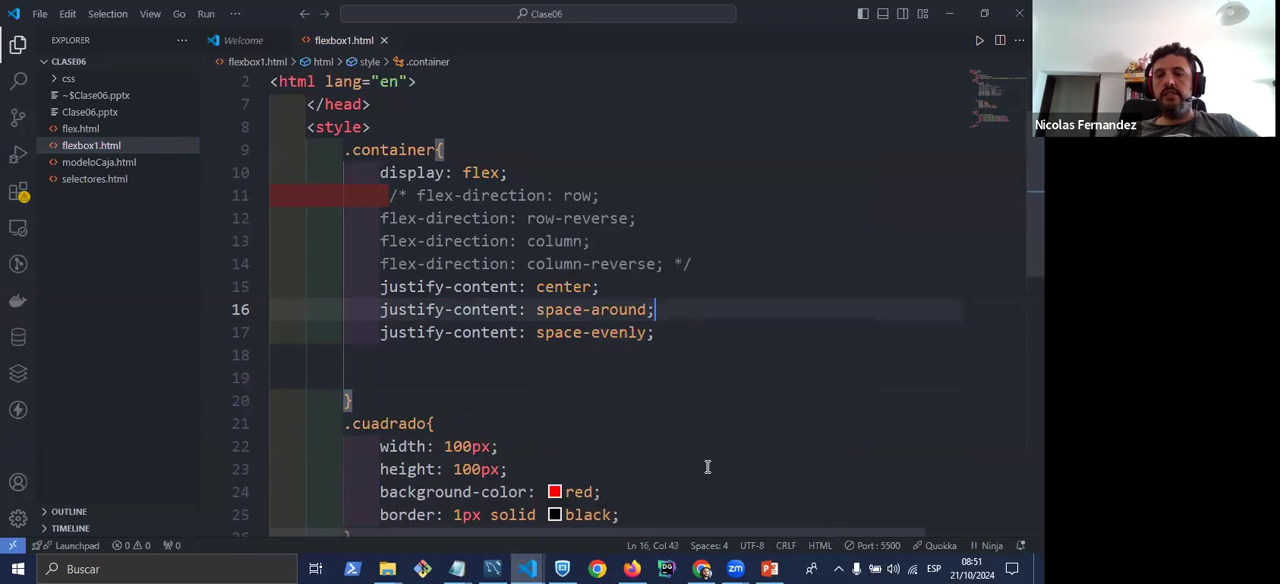 File Edit Selection View Go Run ··· Clase06
EXPLORER ···
Welcome flexbox1.html
CLASE06
flexbox1.html > html > style > .container
css
~$Clase06.pptx
Clase06.pptx
flex.html
flexbox1.html
modeloCaja.html
selectores.html
2 <html lang="en">
7 </head>
8 <style>
9 .container{
10 display: flex;
11 /* flex-direction: row;
12 flex-direction: row-reverse;
13 flex-direction: column;
14 flex-direction: column-reverse; */
15 justify-content: center;
16 justify-content: space-around;
17 justify-content: space-evenly;
18
19
20 }
21 .cuadrado{
22 width: 100px;
23 height: 100px;
24 background-color: red;
25 border: 1px solid black;
Nicolas Fernandez
OUTLINE
TIMELINE
Launchpad 0 0 0 Ln 16, Col 43 Spaces: 4 UTF-8 CRLF HTML Port : 5500 Quokka Ninja
Buscar
DG
zm
ESP
08:51
21/10/2024